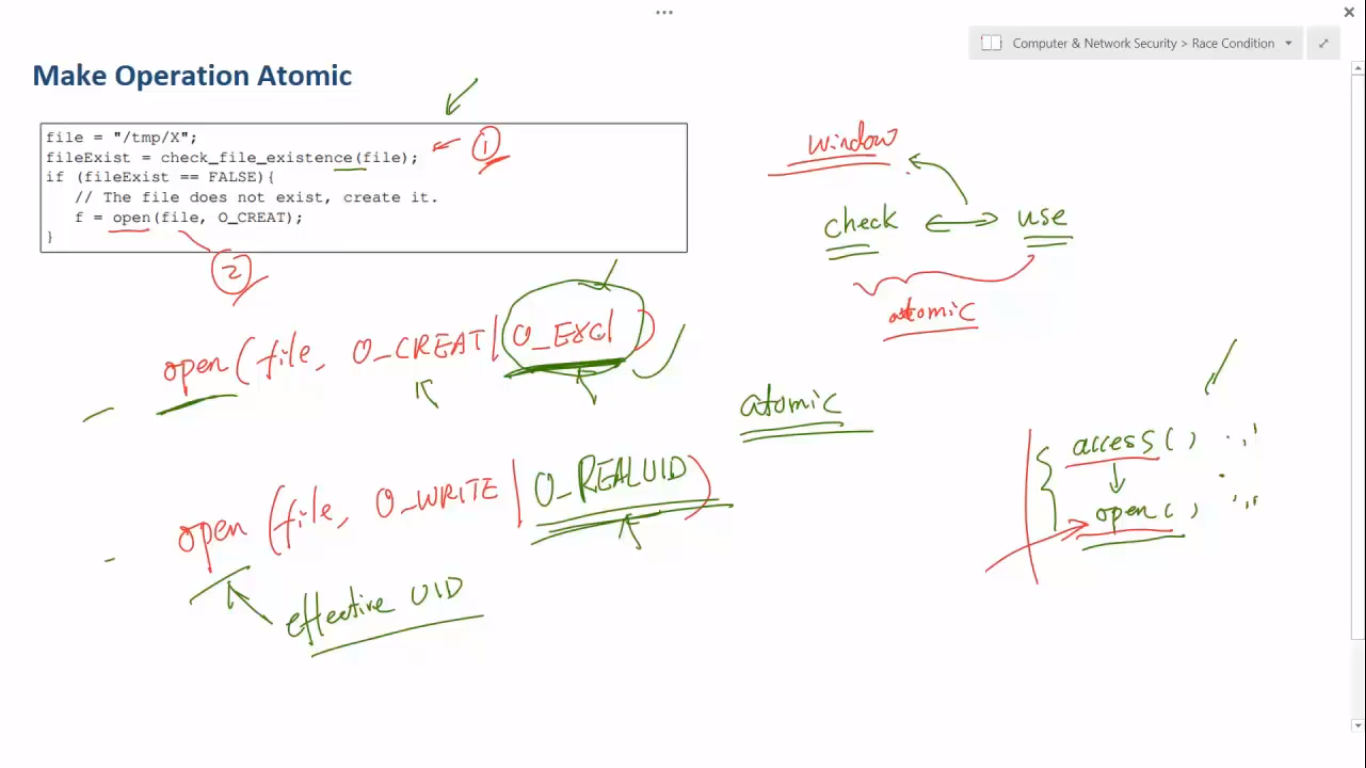 Computer & Network Security > Race Condition
Make Operation Atomic
file = "/tmp/X";
fileExist = check_file_existence(file);
if (fileExist == FALSE){
// The file does not exist, create it.
f = open(file, O_CREAT);
}
1
2
window
check use
atomic
open(file, O_CREAT|O_EXCl)
atomic
access()
open()
open(file, O_WRITE|O_REALUID)
effective UID